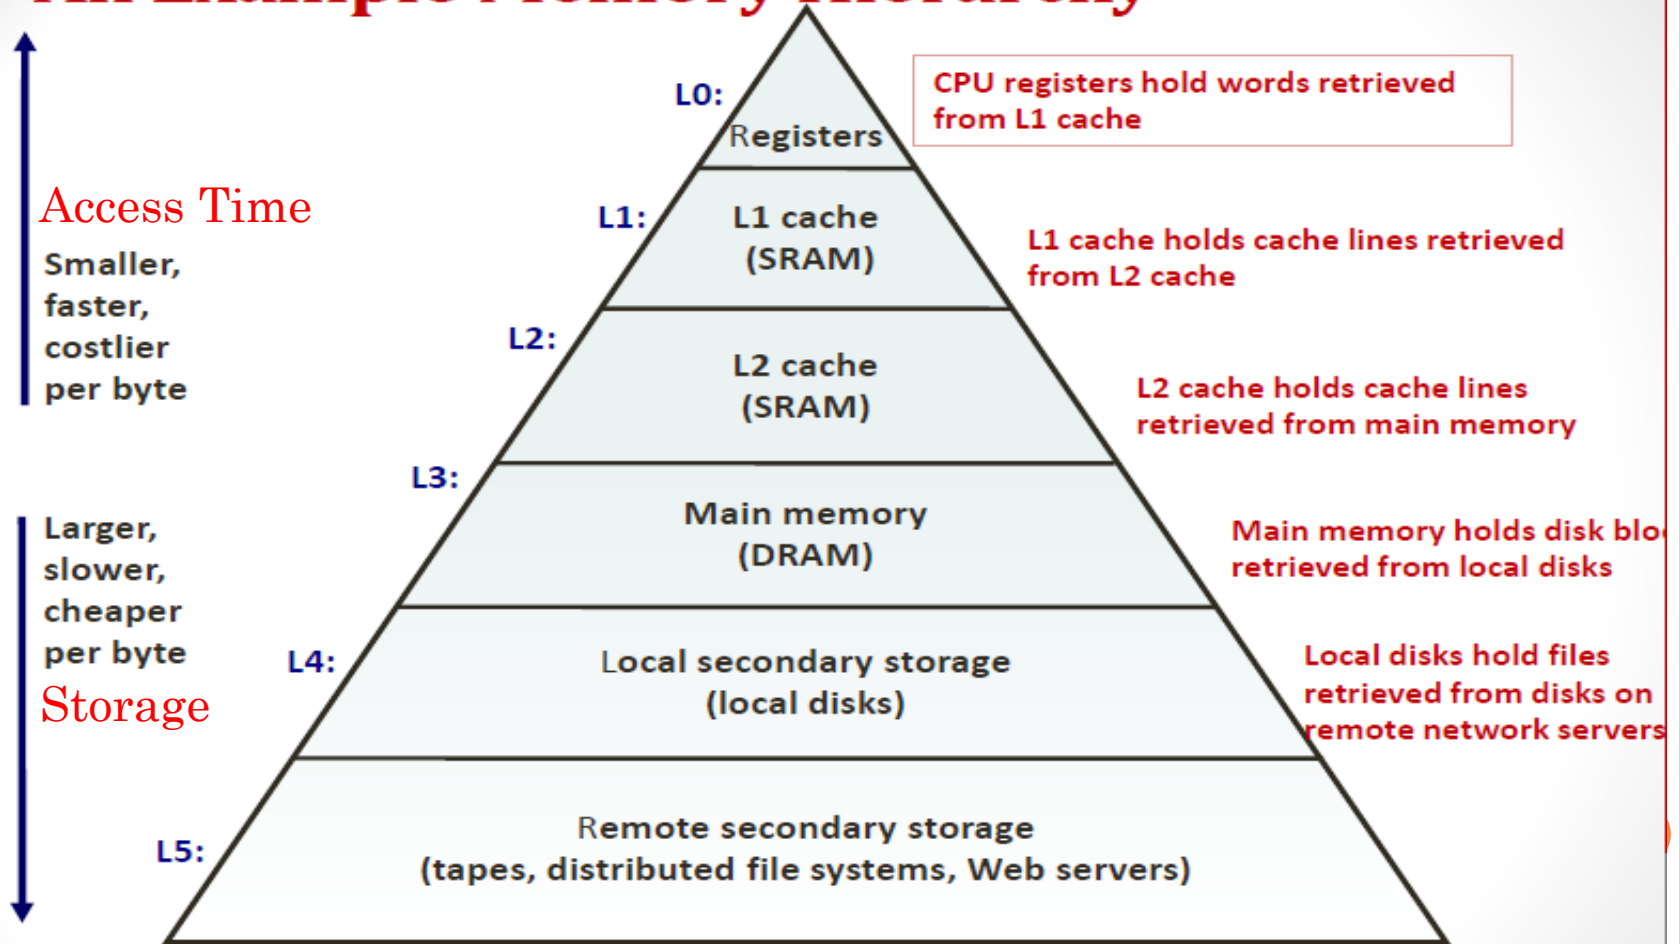 An Example Memory Hierarchy
L0:
Registers
CPU registers hold words retrieved
from L1 cache
Access Time
Smaller,
faster,
costlier
per byte
L1:
L1 cache
(SRAM)
L1 cache holds cache lines retrieved
from L2 cache
L2:
L2 cache
(SRAM)
L2 cache holds cache lines
retrieved from main memory
L3:
Main memory
(DRAM)
Main memory holds disk
retrieved from local disks
Larger,
slower,
cheaper
per byte
Storage
L4:
Local secondary storage
(local disks)
Local disks hold files
retrieved from disks on
remote network servers
L5:
Remote secondary storage
(tapes, distributed file systems, Web servers)